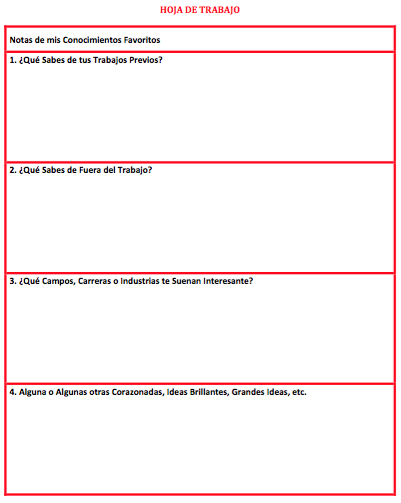 HOJA DE TRABAJO
Notas de mis Conocimientos Favoritos
1. ¿Qué Sabes de tus Trabajos Previos?
2. ¿Qué Sabes de Fuera del Trabajo?
3. ¿Qué Campos, Carreras o Industrias te Suenan Interesante?
4. Alguna o Algunas otras Corazonadas, Ideas Brillantes, Grandes Ideas, etc.